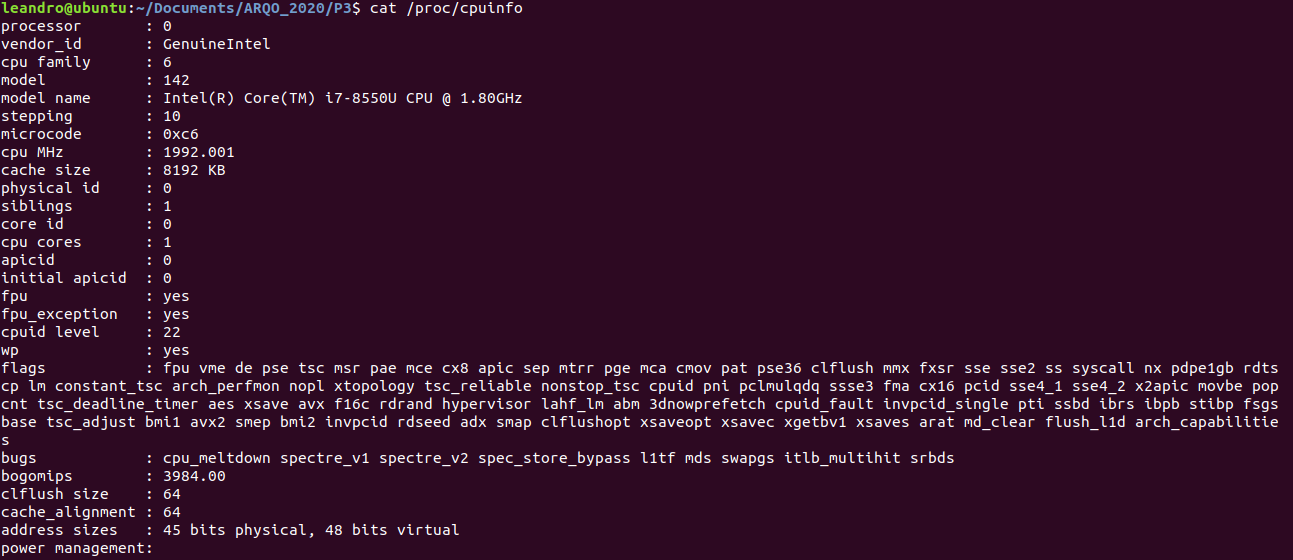 leandro@ubuntu:~/Documents/ARQO_2020/P3$ cat /proc/cpuinfo
processor : 0
vendor_id : GenuineIntel
cpu family : 6
model : 142
model name : Intel(R) Core(TM) i7-8550U CPU @ 1.80GHz
stepping : 10
microcode : 0xc6
cpu MHz : 1992.001
cache size : 8192 KB
physical id : 0
siblings : 1
core id : 0
cpu cores : 1
apicid : 0
initial apicid : 0
fpu : yes
fpu_exception : yes
cpuid level : 22
wp : yes
flags : fpu vme de pse tsc msr pae mce cx8 apic sep mtrr pge mca cmov pat pse36 clflush mmx fxsr sse sse2 ss syscall nx pdpe1gb rdts
cp lm constant_tsc arch_perfmon nopl xtopology tsc_reliable nonstop_tsc cpuid pni pclmulqdq ssse3 fma cx16 pcid sse4_1 sse4_2 x2apic movbe pop
cnt tsc_deadline_timer aes xsave avx f16c rdrand hypervisor lahf_lm abm 3dnowprefetch cpuid_fault invpcid_single pti ssbd ibrs ibpb stibp fsgs
base tsc_adjust bmi1 avx2 smep bmi2 invpcid rdseed adx smap clflushopt xsaveopt xsavec xgetbv1 xsaves arat md_clear flush_l1d arch_capabilitie
s
bugs : cpu_meltdown spectre_v1 spectre_v2 spec_store_bypass l1tf mds swapgs itlb_multihit srbds
bogomips : 3984.00
clflush size : 64
cache_alignment : 64
address sizes : 45 bits physical, 48 bits virtual
power management: